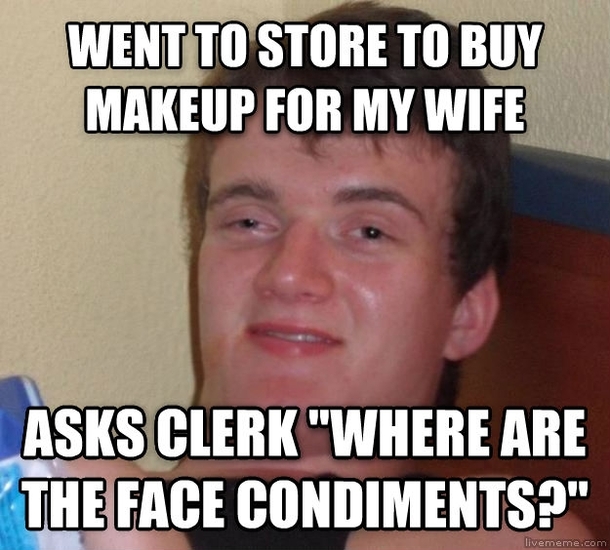 WENT TO STORE TO BUY
MAKEUP FOR MY WIFE
ASKS CLERK "WHERE ARE
THE FACE CONDIMENTS?"
livememe.com